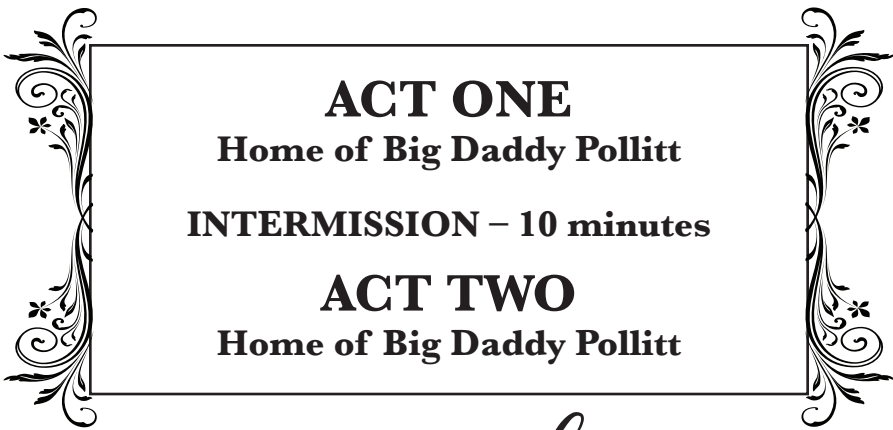 ACT ONE
Home of Big Daddy Pollitt
INTERMISSION – 10 minutes
ACT TWO
Home of Big Daddy Pollitt